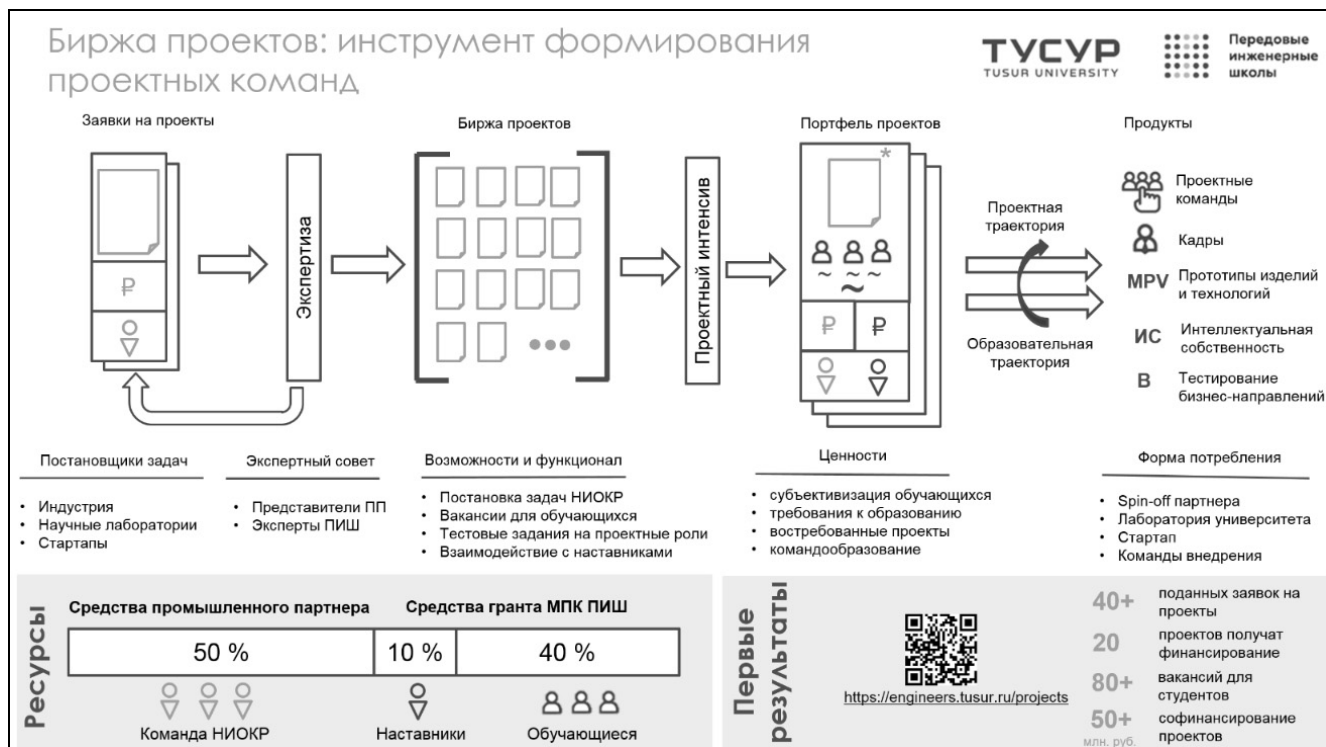 Биржа проектов: инструмент формирования
проектных команд
ТУСУР
TUSUR UNIVERSITY
Передовые
инженерные
школы
Заявки на проекты
Биржа проектов
Портфель проектов
Продукты
₽
Экспертиза
Проектный интенсив
*
~ ~ ~
~
₽ ₽
Проектная
траектория
Образовательная
траектория
Проектные
команды
Кадры
MPV Прототипы изделий
и технологий
ИС Интеллектуальная
собственность
В Тестирование
бизнес-направлений
Постановщики задач
• Индустрия
• Научные лаборатории
• Стартапы
Экспертный совет
• Представители ПП
• Эксперты ПИШ
Возможности и функционал
• Постановка задач НИОКР
• Вакансии для обучающихся
• Тестовые задания на проектные роли
• Взаимодействие с наставниками
Ценности
• субъективизация обучающихся
• требования к образованию
• востребованные проекты
• командообразование
Форма потребления
• Spin-off партнера
• Лаборатория университета
• Стартап
• Команды внедрения
Ресурсы
Средства промышленного партнера
Средства гранта МПК ПИШ
50 % 10 % 40 %
Команда НИОКР
Наставники
Обучающиеся
Первые
результаты
https://engineers.tusur.ru/projects
40+ поданных заявок на
проекты
20 проектов получат
финансирование
80+ вакансий для
студентов
50+ софинансирование
млн. руб. проектов